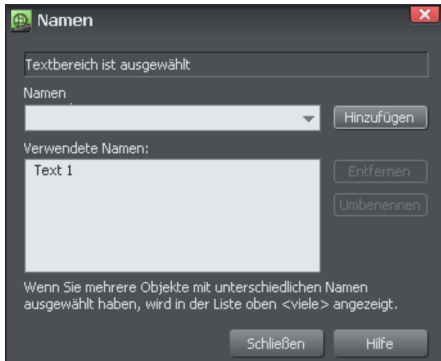 Namen
Textbereich ist ausgewählt
Namen
Hinzufügen
Verwendete Namen:
Text 1
Entfernen
Umbenennen
Wenn Sie mehrere Objekte mit unterschiedlichen Namen
ausgewählt haben, wird in der Liste oben <viele> angezeigt.
Schließen
Hilfe